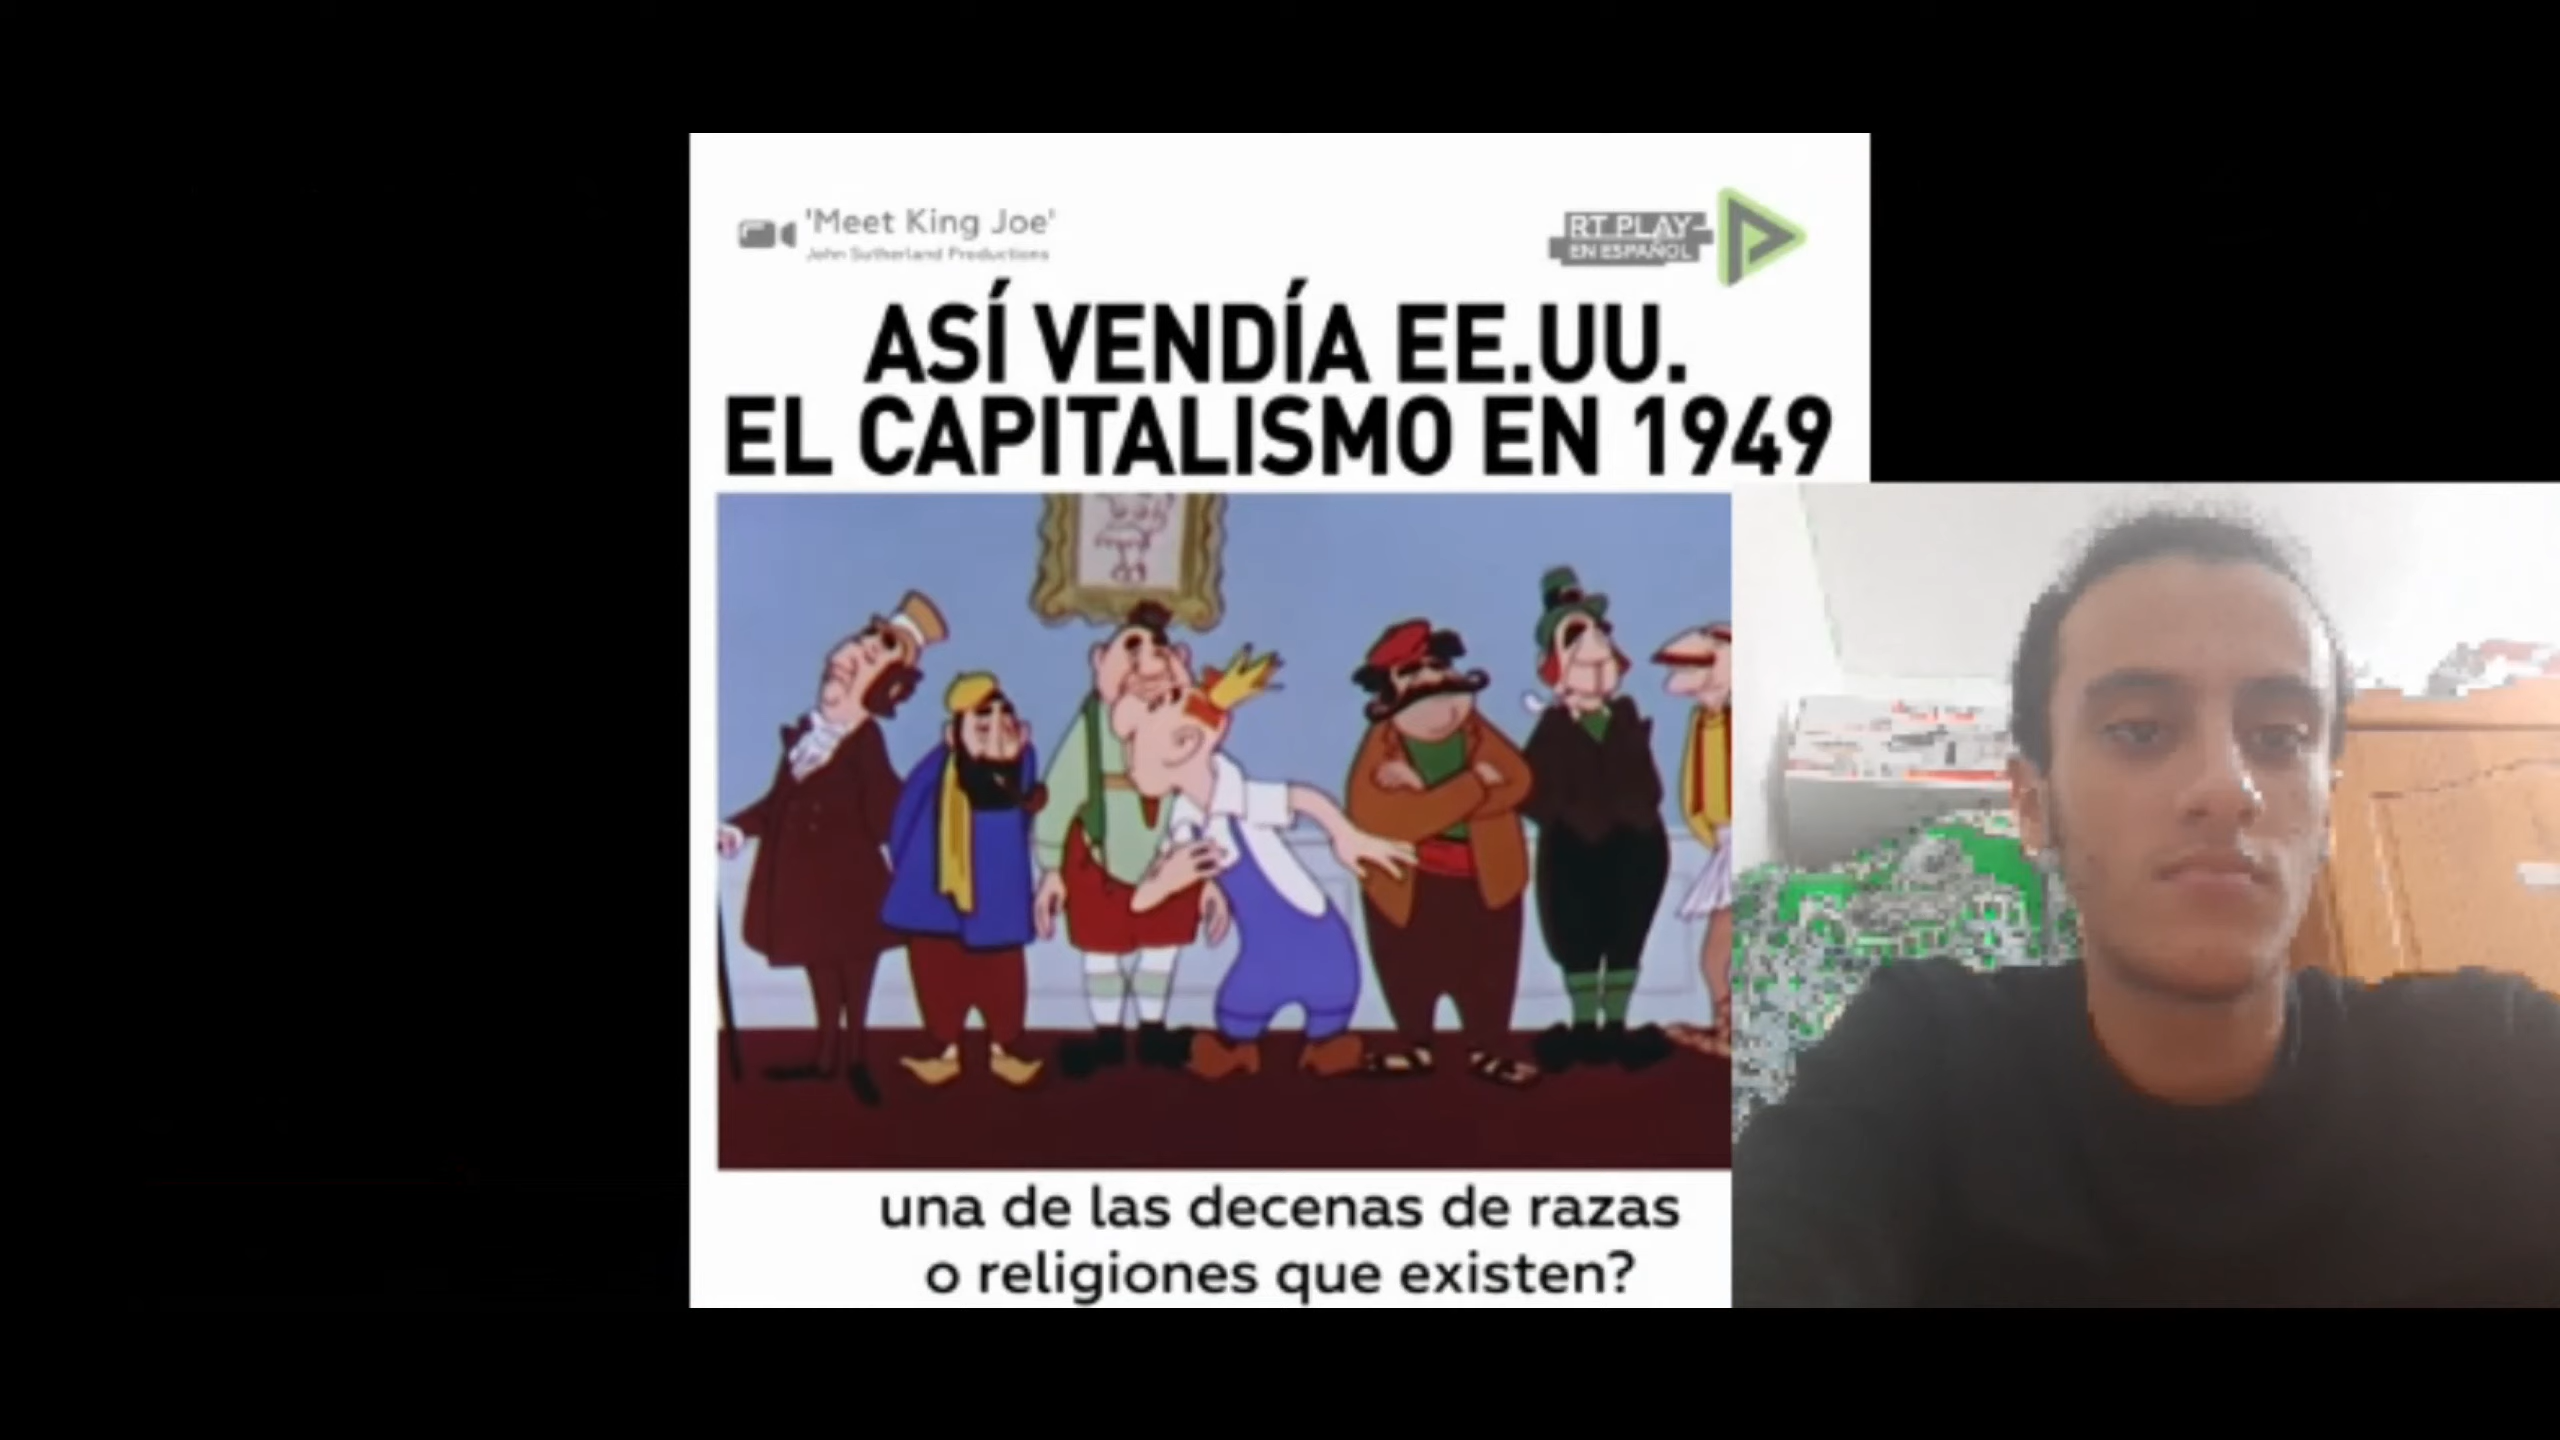 'Meet King Joe'
John Sutherland Productions
RT PLAY
EN ESPAÑOL
ASÍ VENDÍA EE.UU.
EL CAPITALISMO EN 1949
una de las decenas de razas
o religiones que existen?